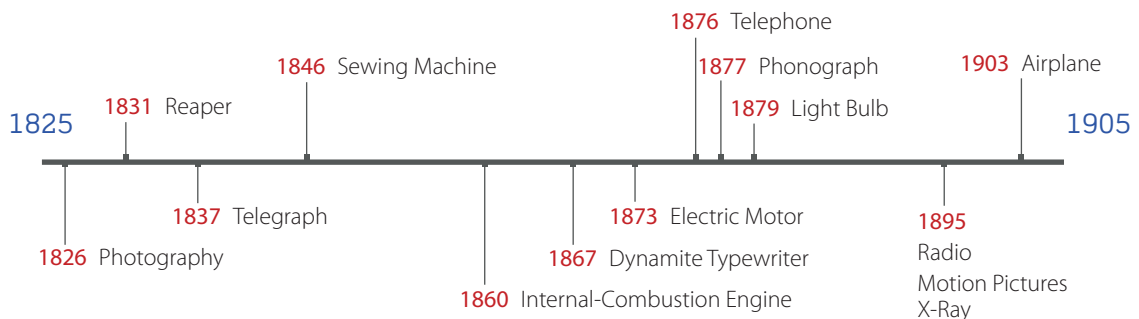 1876 Telephone
1846 Sewing Machine
1877 Phonograph
1903 Airplane
1831 Reaper
1879 Light Bulb
1825
1905
1837 Telegraph
1873 Electric Motor
1895
Radio
Motion Pictures
X-Ray
1826 Photography
1867 Dynamite Typewriter
1860 Internal-Combustion Engine